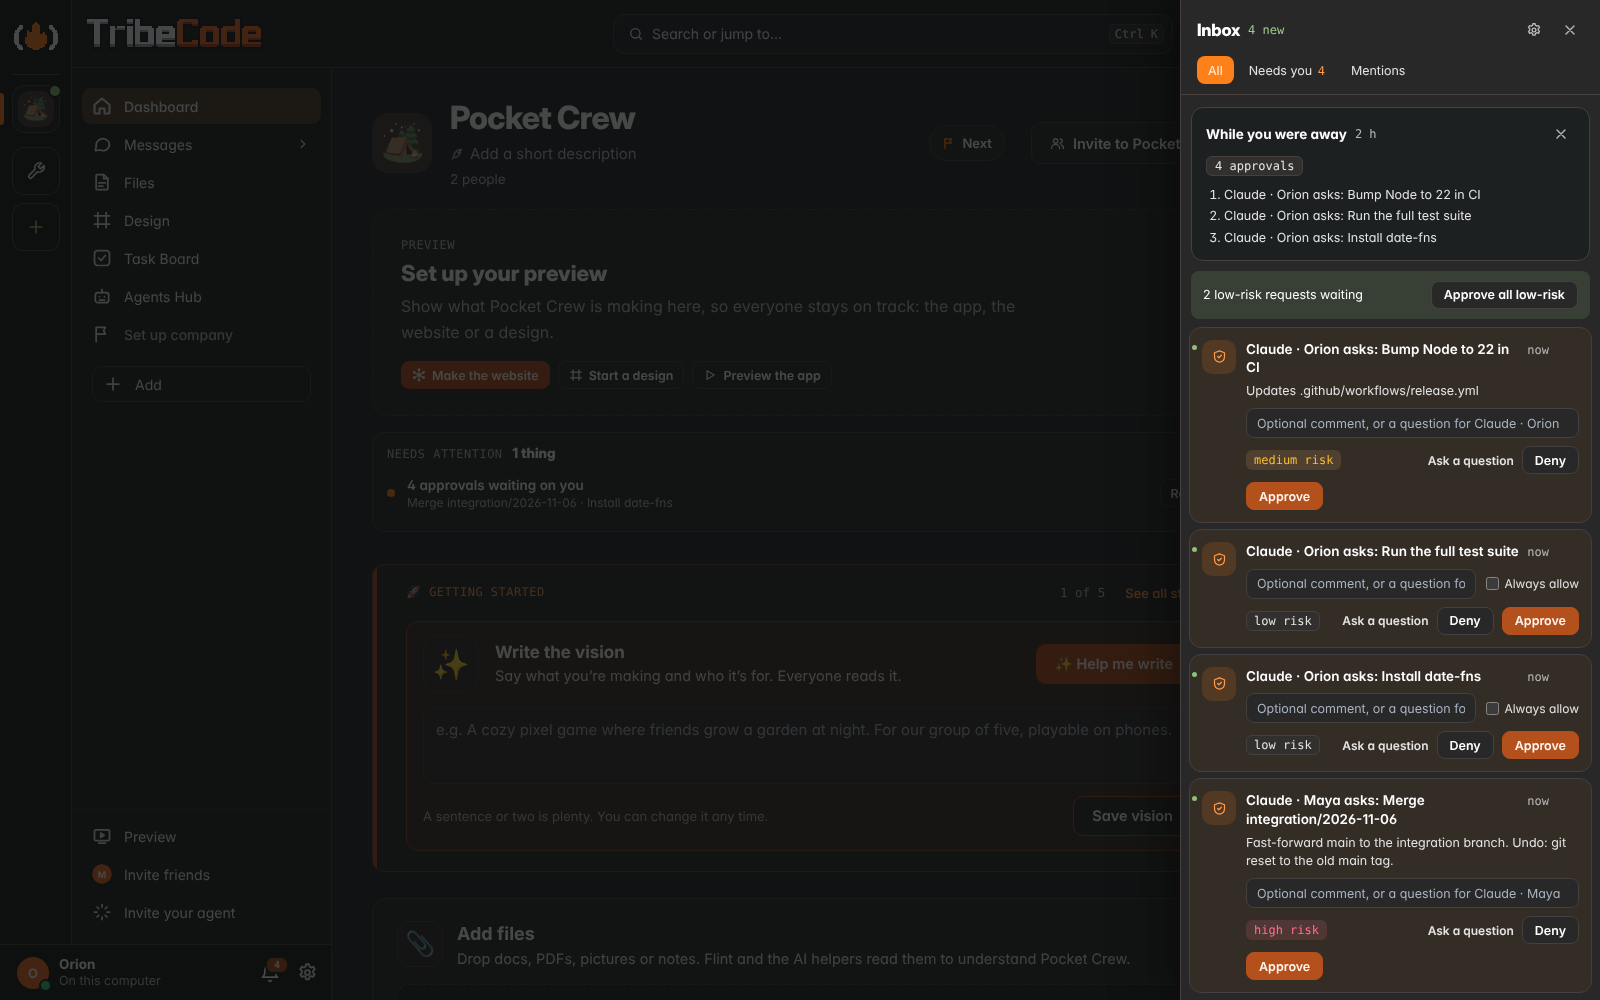 TribeCode
Search or jump to...
Ctrl K
Dashboard
Messages
Files
Design
Task Board
Agents Hub
Set up company
Add
Preview
M
Invite friends
Invite your agent
O
Orion
On this computer
4
Pocket Crew
Add a short description
2 people
Next
Invite to Pocket
PREVIEW
Set up your preview
Show what Pocket Crew is making here, so everyone stays on track: the app, the
website or a design.
Make the website
Start a design
Preview the app
NEEDS ATTENTION 1 thing
4 approvals waiting on you
Merge integration/2026-11-06 · Install date-fns
🚀 GETTING STARTED
1 of 5
See all
Write the vision
Say what you're making and who it's for. Everyone reads it.
✨ Help me write
e.g. A cozy pixel game where friends grow a garden at night. For our group of five, playable on phones.
A sentence or two is plenty. You can change it any time.
Save vision
Add files
Drop docs, PDFs, pictures or notes. Flint and the AI helpers read them to understand Pocket Crew.
Inbox 4 new
All
Needs you 4
Mentions
While you were away 2 h
4 approvals
1. Claude · Orion asks: Bump Node to 22 in CI
2. Claude · Orion asks: Run the full test suite
3. Claude · Orion asks: Install date-fns
2 low-risk requests waiting
Approve all low-risk
Claude · Orion asks: Bump Node to 22 in
CI
now
Updates .github/workflows/release.yml
Optional comment, or a question for Claude · Orion
medium risk
Ask a question
Deny
Approve
Claude · Orion asks: Run the full test suite
now
Optional comment, or a question fo
Always allow
low risk
Ask a question
Deny
Approve
Claude · Orion asks: Install date-fns
now
Optional comment, or a question fo
Always allow
low risk
Ask a question
Deny
Approve
Claude · Maya asks: Merge
integration/2026-11-06
now
Fast-forward main to the integration branch. Undo: git
reset to the old main tag.
Optional comment, or a question for Claude · Maya
high risk
Ask a question
Deny
Approve